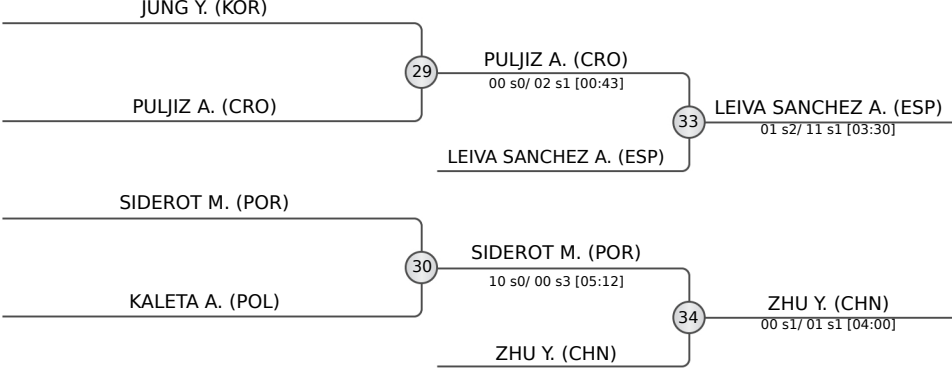 JUNG Y. (KOR)
29
PULJIZ A. (CRO)
PULJIZ A. (CRO)
00 s0/ 02 s1 [00:43]
33
LEIVA SANCHEZ A. (ESP)
01 s2/ 11 s1 [03:30]
LEIVA SANCHEZ A. (ESP)
SIDEROT M. (POR)
30
KALETA A. (POL)
SIDEROT M. (POR)
10 s0/ 00 s3 [05:12]
34
ZHU Y. (CHN)
00 s1/ 01 s1 [04:00]
ZHU Y. (CHN)